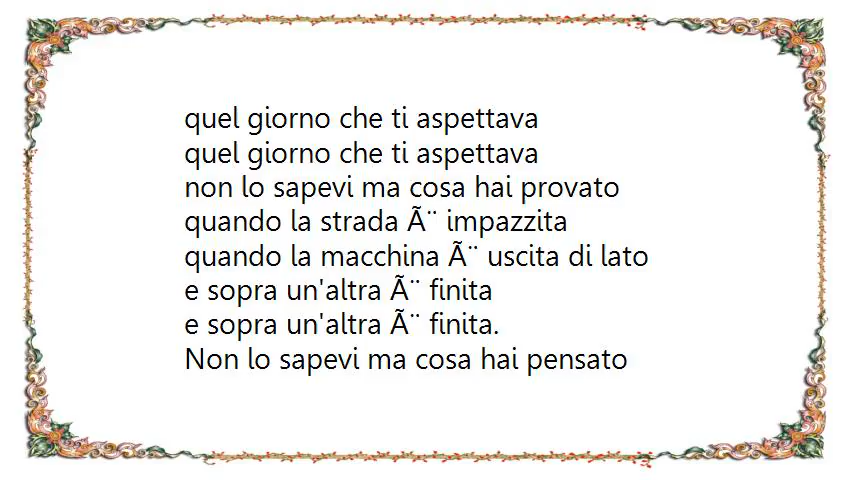 quel giorno che ti aspettava
quel giorno che ti aspettava
non lo sapevi ma cosa hai provato
quando la strada Ã¨ impazzita
quando la macchina Ã¨ uscita di lato
e sopra un'altra Ã¨ finita
e sopra un'altra Ã¨ finita.
Non lo sapevi ma cosa hai pensato